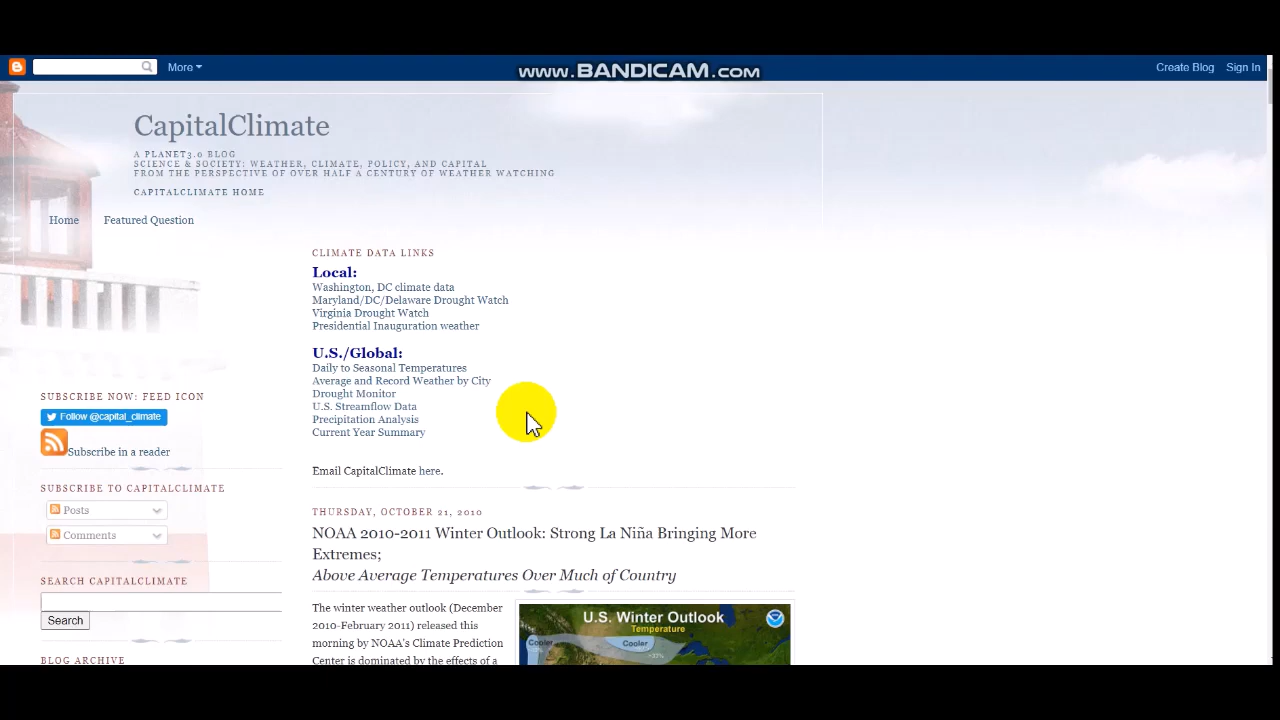 More
www.BANDICAM.com
Create Blog
Sign In
CapitalClimate
A PLANET3.0 BLOG
SCIENCE & SOCIETY: WEATHER, CLIMATE, POLICY, AND CAPITAL
FROM THE PERSPECTIVE OF OVER HALF A CENTURY OF WEATHER WATCHING
CAPITALCLIMATE HOME
Home
Featured Question
CLIMATE DATA LINKS
Local:
Washington, DC climate data
Maryland/DC/Delaware Drought Watch
Virginia Drought Watch
Presidential Inauguration weather
U.S./Global:
Daily to Seasonal Temperatures
Average and Record Weather by City
Drought Monitor
U.S. Streamflow Data
Precipitation Analysis
Current Year Summary
Email CapitalClimate here.
SUBSCRIBE NOW: FEED ICON
Follow @capital_climate
Subscribe in a reader
SUBSCRIBE TO CAPITALCLIMATE
Posts
Comments
SEARCH CAPITALCLIMATE
Search
BLOG ARCHIVE
THURSDAY, OCTOBER 21, 2010
NOAA 2010-2011 Winter Outlook: Strong La Niña Bringing More
Extremes;
Above Average Temperatures Over Much of Country
The winter weather outlook (December
2010-February 2011) released this
morning by NOAA's Climate Prediction
Center is dominated by the effects of a
U.S. Winter Outlook
Temperature
Cooler
Cooler